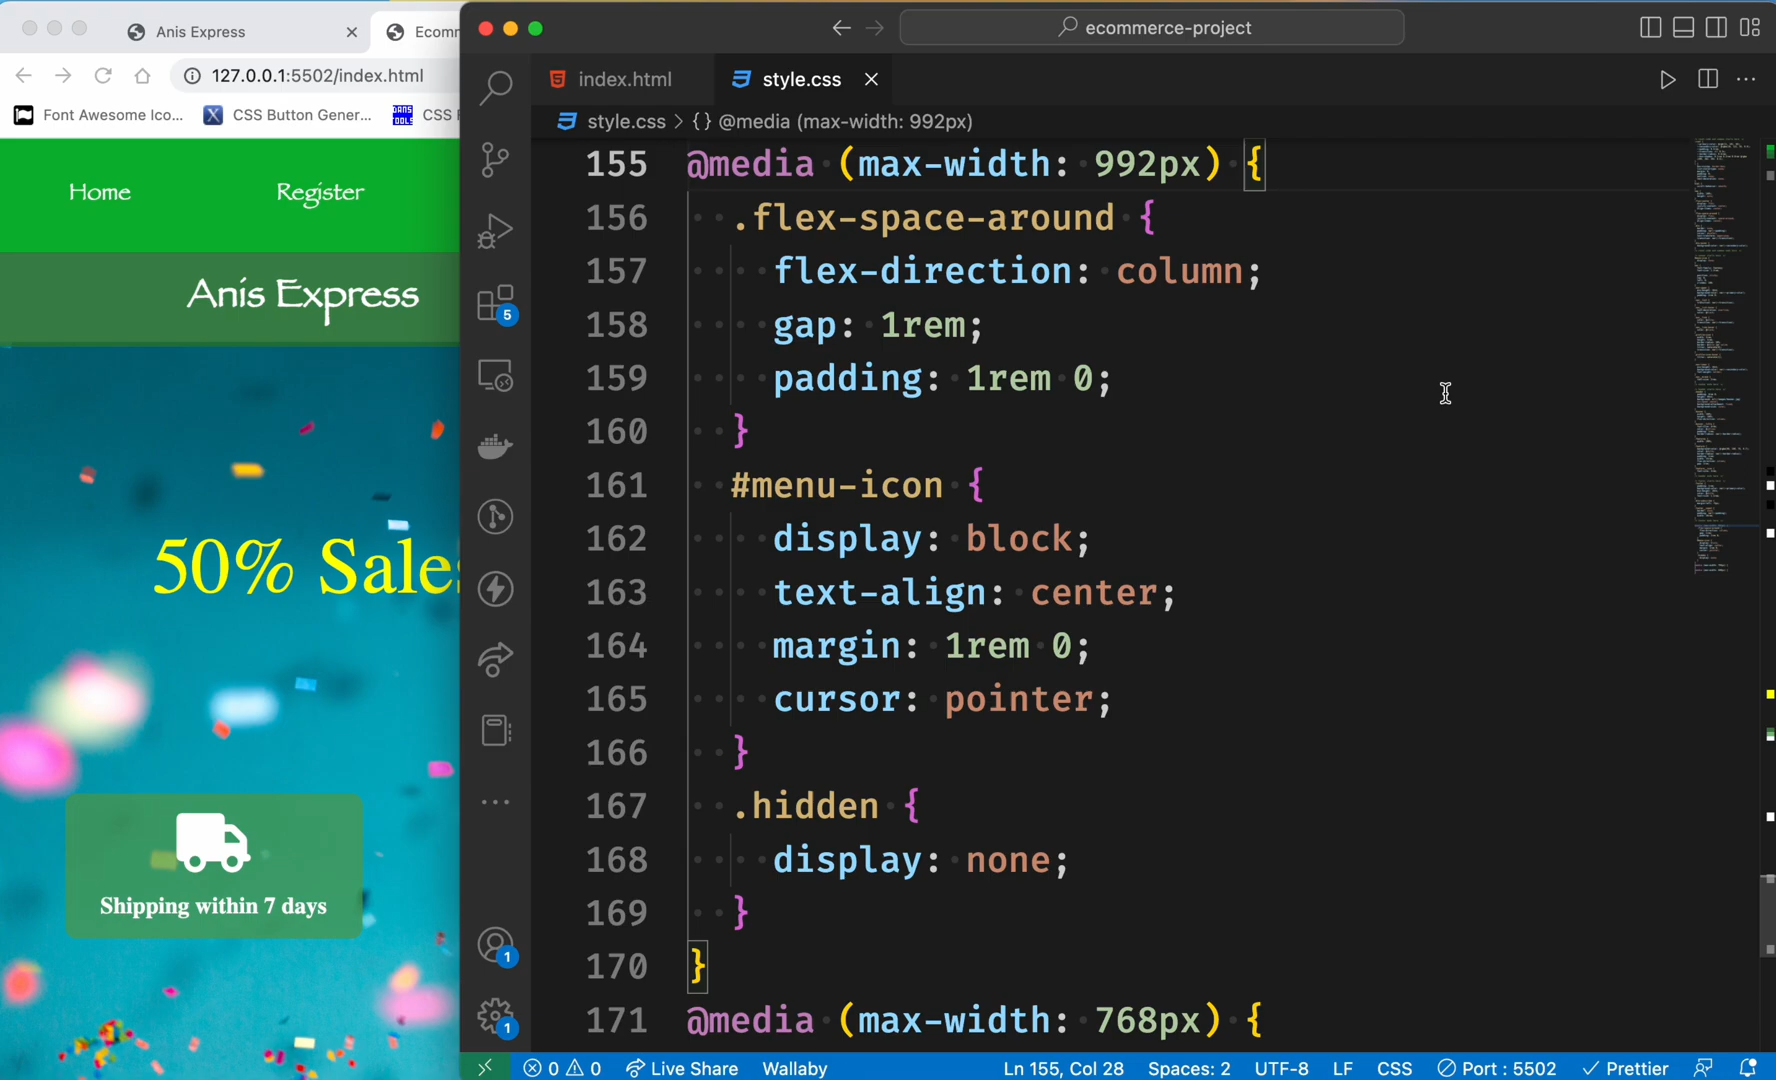 Anis Express
Ecomm
ecommerce-project
127.0.0.1:5502/index.html
Font Awesome Ico...
CSS Button Gener...
DANS TOOLS
CSS F
index.html
style.css
style.css > {} @media (max-width: 992px)
Home
Register
Anis Express
50% Sales
Shipping within 7 days
155 @media (max-width: 992px) {
156 .flex-space-around {
157 flex-direction: column;
158 gap: 1rem;
159 padding: 1rem 0;
160 }
161 #menu-icon {
162 display: block;
163 text-align: center;
164 margin: 1rem 0;
165 cursor: pointer;
166 }
167 .hidden {
168 display: none;
169 }
170 }
171 @media (max-width: 768px) {
5
1
1
0 0
Live Share
Wallaby
Ln 155, Col 28
Spaces: 2
UTF-8
LF
CSS
Port : 5502
Prettier